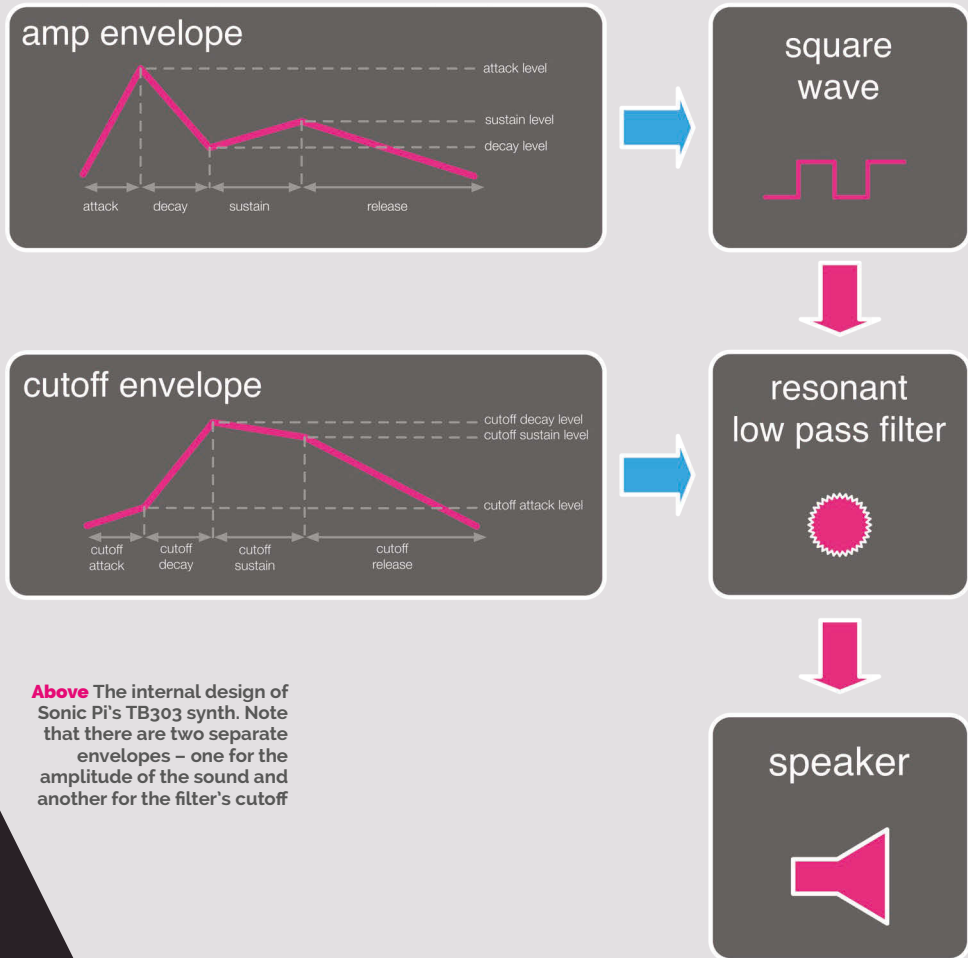 amp envelope
attack level
sustain level
decay level
attack decay sustain release
square
wave
cutoff envelope
cutoff decay level
cutoff sustain level
cutoff attack level
cutoff
attack
cutoff
decay
cutoff
sustain
cutoff
release
resonant
low pass filter
Above The internal design of
Sonic Pi's TB303 synth. Note
that there are two separate
envelopes – one for the
amplitude of the sound and
another for the filter's cutoff
speaker